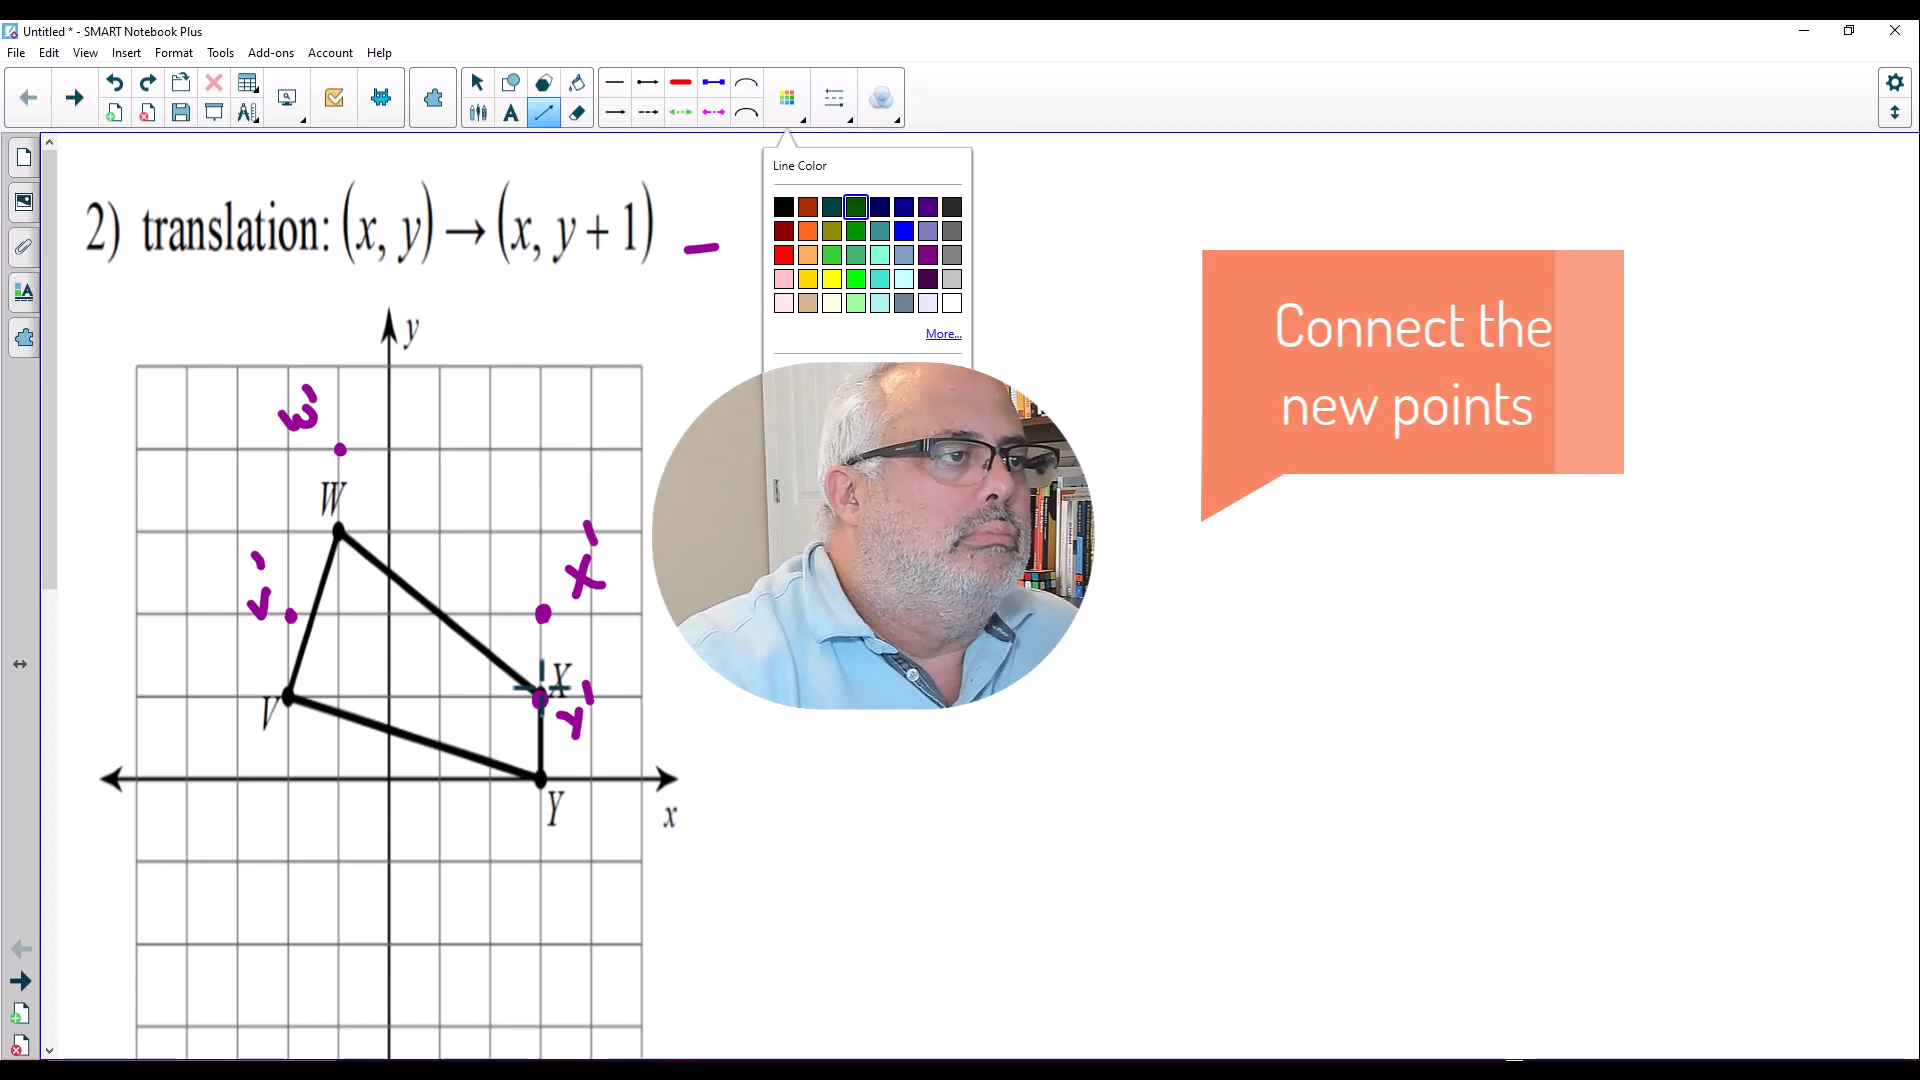 Untitled * - SMART Notebook Plus
File Edit View Insert Format Tools Add-ons Account Help
Line Color
More...
2) translation: (x, y) → (x, y + 1) –
Connect the
new points
y
W'
W
X'
V'
X
V
Y'
Y
x